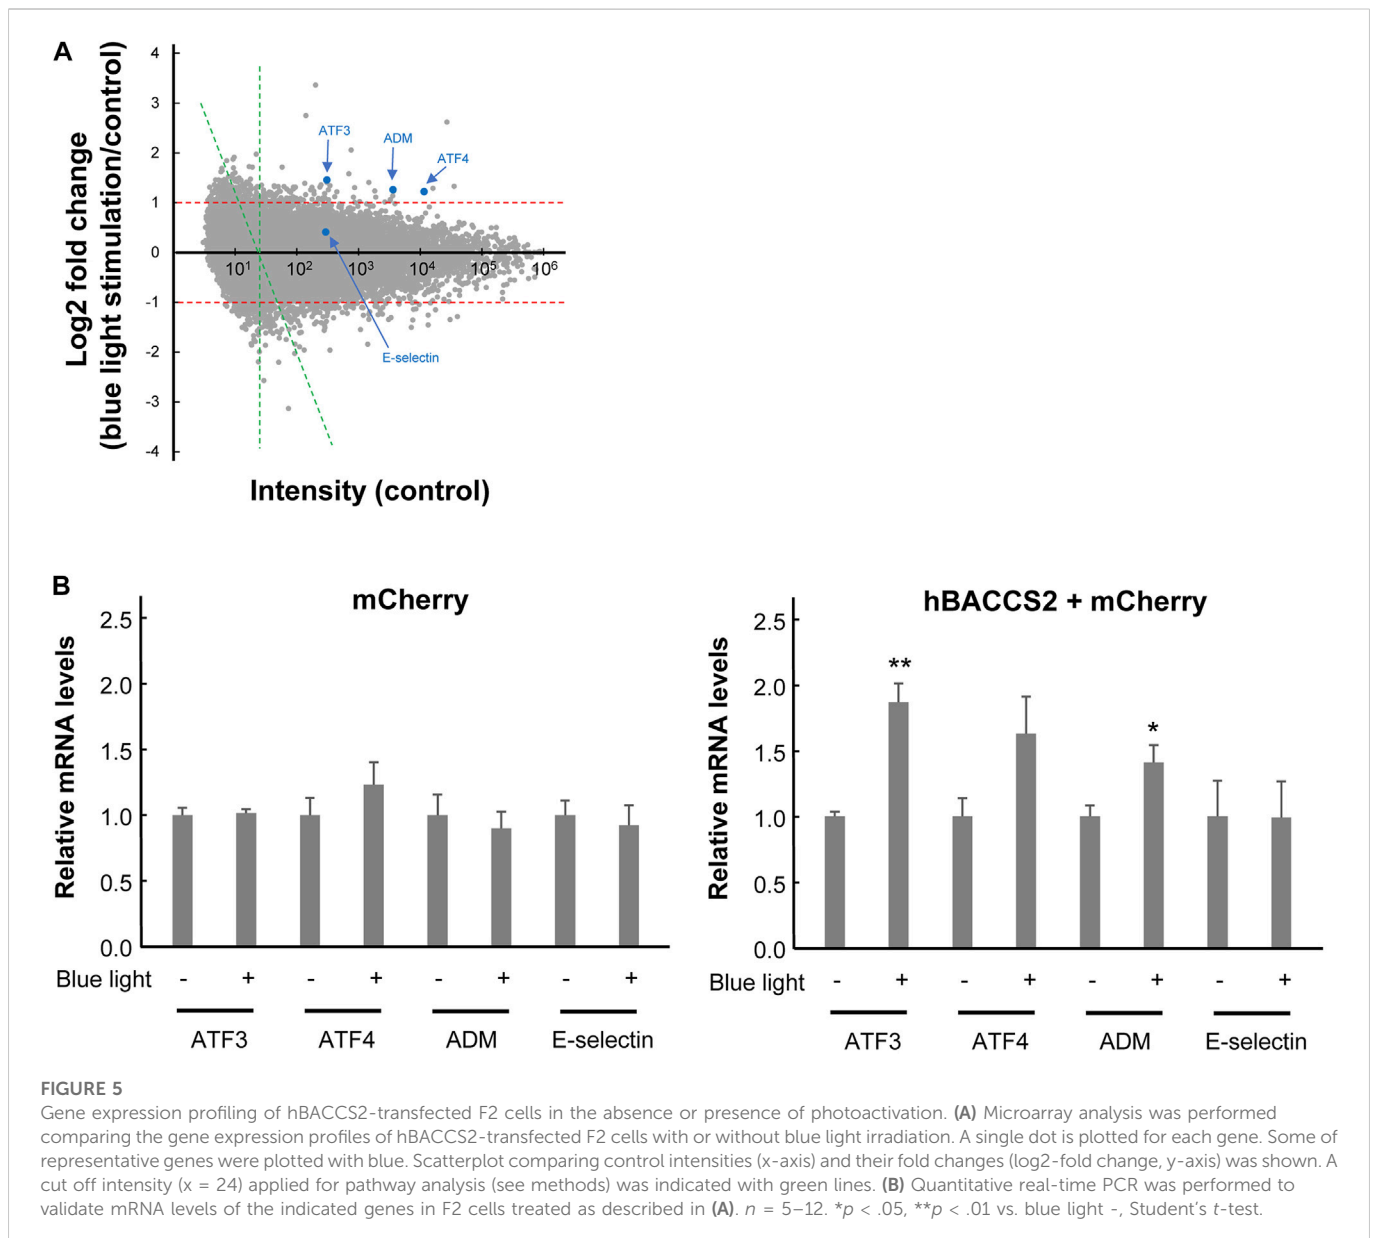 A
Log2 fold change
(blue light stimulation/control)
4
3
2
1
0
-1
-2
-3
-4
ATF3
ADM
ATF4
10¹ 10² 10³ 10⁴ 10⁵ 10⁶
E-selectin
Intensity (control)
B
mCherry
Relative mRNA levels
2.5
2.0
1.5
1.0
0.5
0.0
Blue light - + - + - + - +
ATF3 ATF4 ADM E-selectin
hBACCS2 + mCherry
Relative mRNA levels
2.5
2.0
1.5
1.0
0.5
0.0
**
*
Blue light - + - + - + - +
ATF3 ATF4 ADM E-selectin
FIGURE 5
Gene expression profiling of hBACCS2-transfected F2 cells in the absence or presence of photoactivation. (A) Microarray analysis was performed
comparing the gene expression profiles of hBACCS2-transfected F2 cells with or without blue light irradiation. A single dot is plotted for each gene. Some of
representative genes were plotted with blue. Scatterplot comparing control intensities (x-axis) and their fold changes (log2-fold change, y-axis) was shown. A
cut off intensity (x = 24) applied for pathway analysis (see methods) was indicated with green lines. (B) Quantitative real-time PCR was performed to
validate mRNA levels of the indicated genes in F2 cells treated as described in (A). n = 5–12. *p < .05, **p < .01 vs. blue light -, Student's t-test.